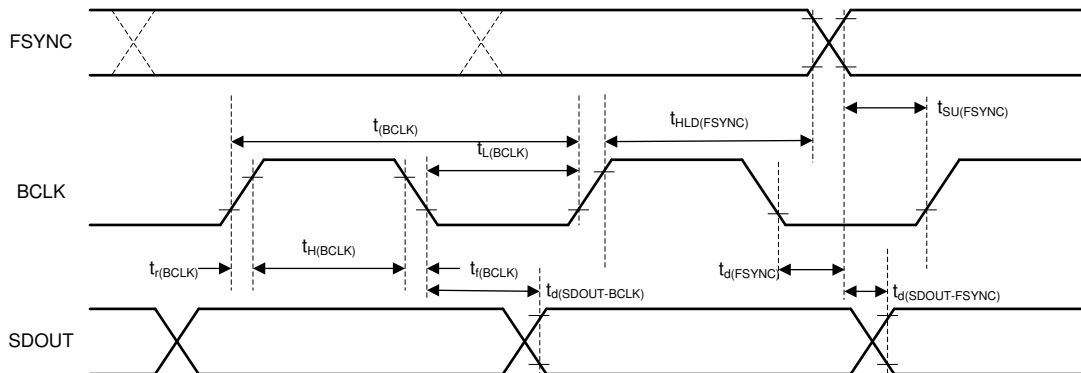 FSYNC
t(BCLK)
tHLD(FSYNC)
tSU(FSYNC)
tL(BCLK)
BCLK
tH(BCLK)
tr(BCLK)
tf(BCLK)
td(FSYNC)
td(SDOUT-BCLK)
td(SDOUT-FSYNC)
SDOUT